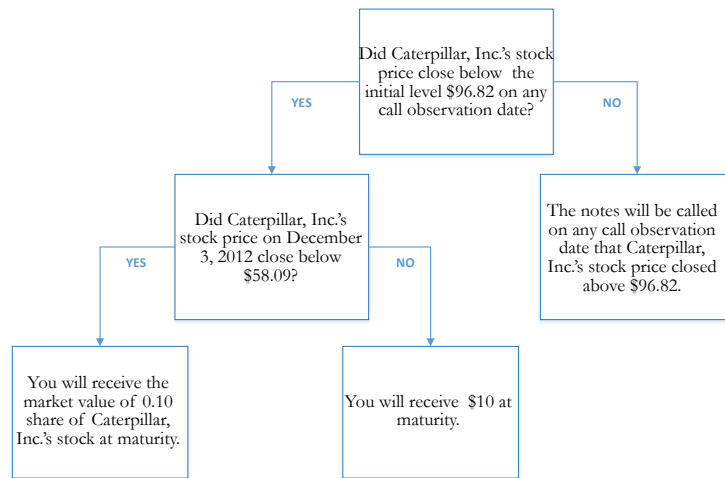 Did Caterpillar, Inc.'s stock
price close below the
initial level $96.82 on any
call observation date?
YES
NO
Did Caterpillar, Inc.'s
stock price on December
3, 2012 close below
$58.09?
The notes will be called
on any call observation
date that Caterpillar,
Inc.'s stock price closed
above $96.82.
YES
NO
You will receive the
market value of 0.10
share of Caterpillar,
Inc.'s stock at maturity.
You will receive $10 at
maturity.